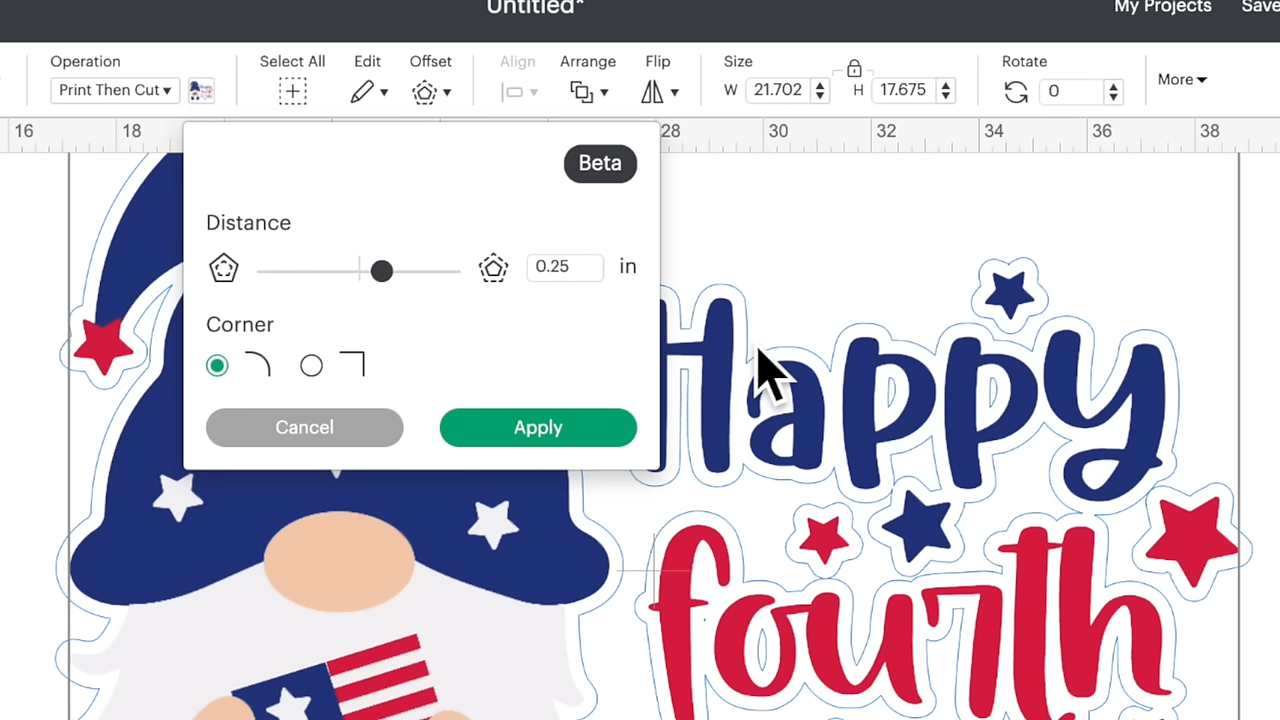 Untitled*
My Projects
Save
Operation
Select All
Edit
Offset
Align
Arrange
Flip
Size
Rotate
More
Print Then Cut
W 21.702
H 17.675
0
16
18
28
30
32
34
36
38
Beta
Distance
0.25 in
Corner
Cancel
Apply
Happy
fourth